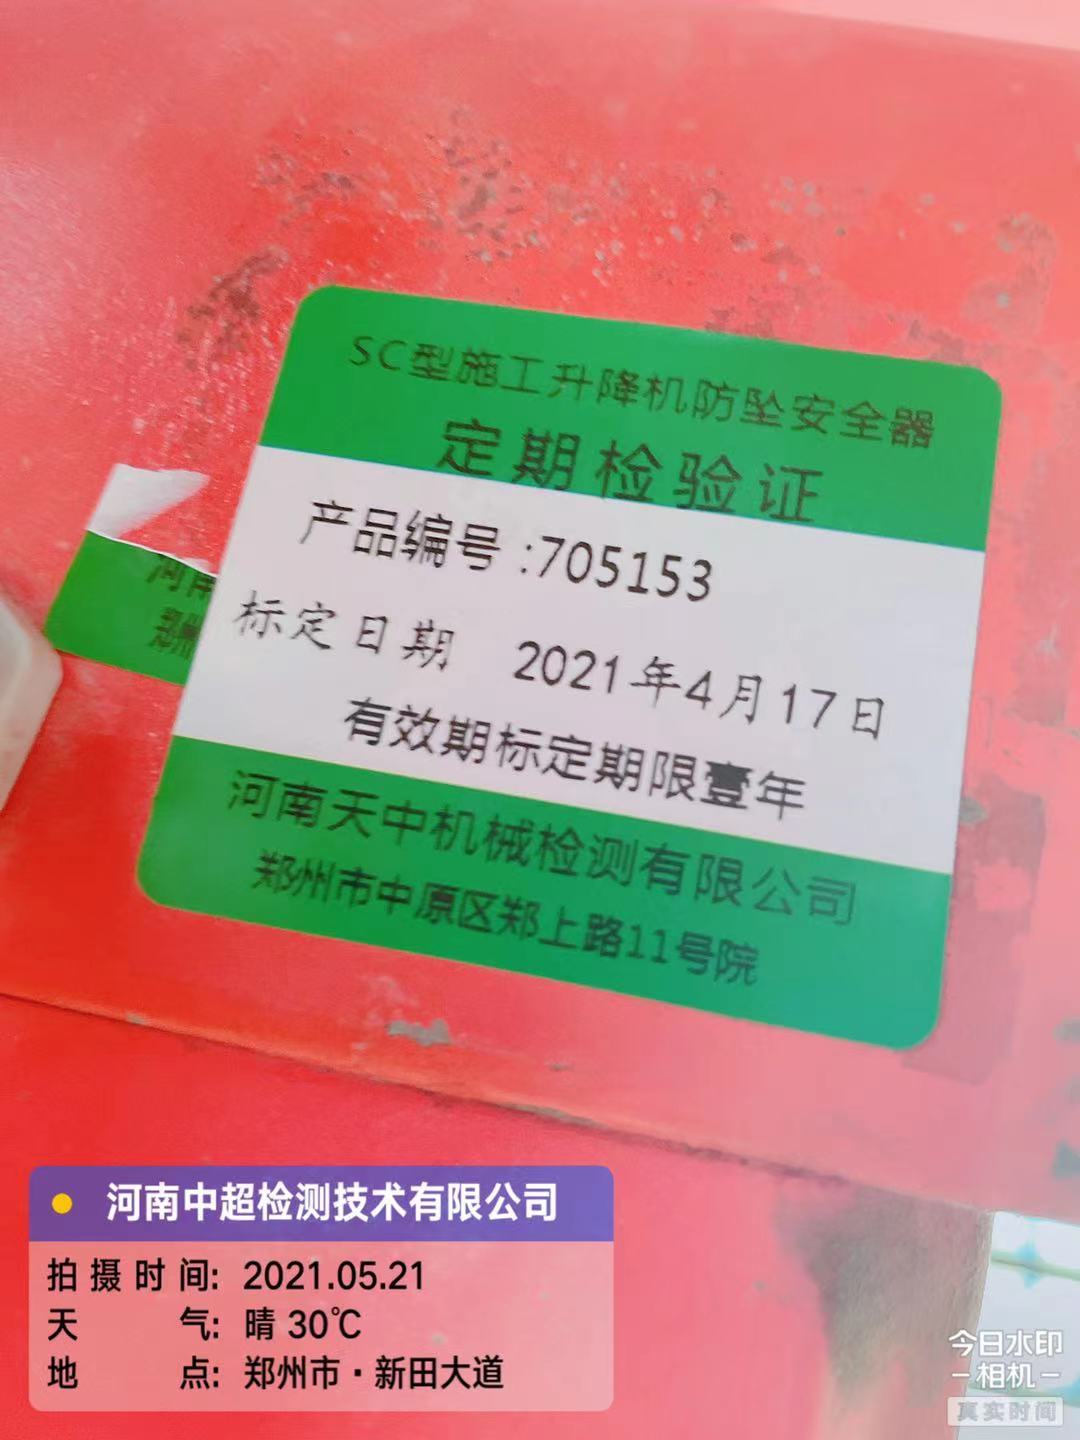 SC型施工升降机防坠安全器
定期检验证
产品编号:705153
标定日期 2021年4月17日
有效期标定期限壹年
河南天中机械检测有限公司
郑州市中原区郑上路11号院
河南
郑州
河南中超检测技术有限公司
拍摄时间: 2021.05.21
天气: 晴 30℃
地点: 郑州市·新田大道
今日水印
相机
真实时间